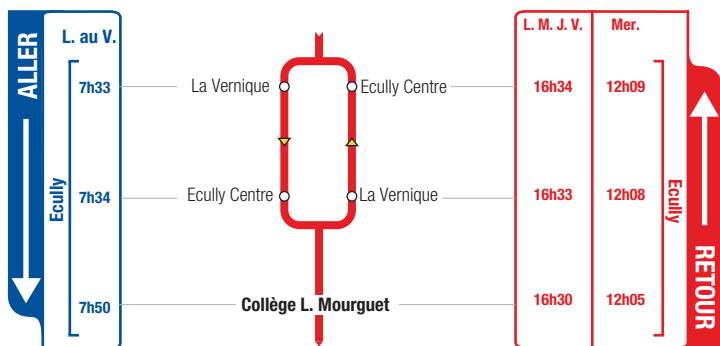 ALLER
L. au V.
L. M. J. V.
Mer.
7h33
La Vernique
Ecully Centre
16h34
12h09
Ecully
7h34
Ecully Centre
La Vernique
16h33
12h08
Ecully
7h50
Collège L. Mourguet
16h30
12h05
RETOUR